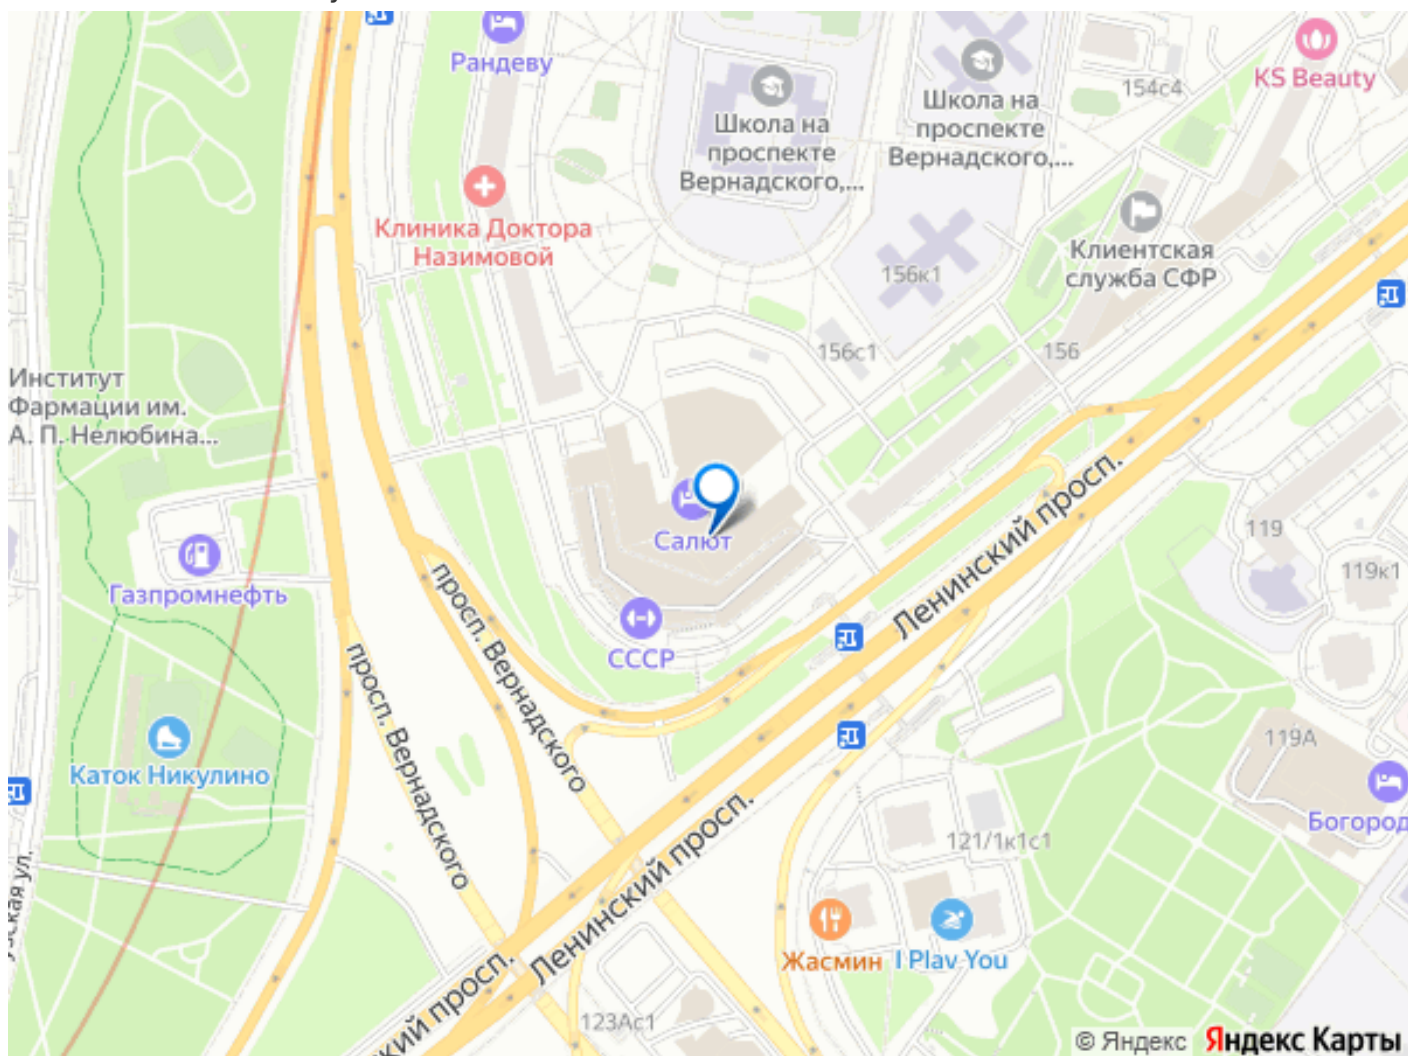 Рандеву
Школа на
проспекте
Вернадского,...
Школа на
проспекте
Вернадского,...
154с4
KS Beauty
Клиника Доктора
Назимовой
Клиентская
служба СФР
156к1
156с1
156
Институт
Фармации им.
А. П. Нелюбина...
Салют
Газпромнефть
СССР
просп. Вернадского
просп. Вернадского
Ленинский просп.
119
119к1
119А
Каток Никулино
Богород
121/1к1с1
Ленинский просп.
Жасмин
I Plav You
123Ас1
кий просп.
© Яндекс
Яндекс Карты